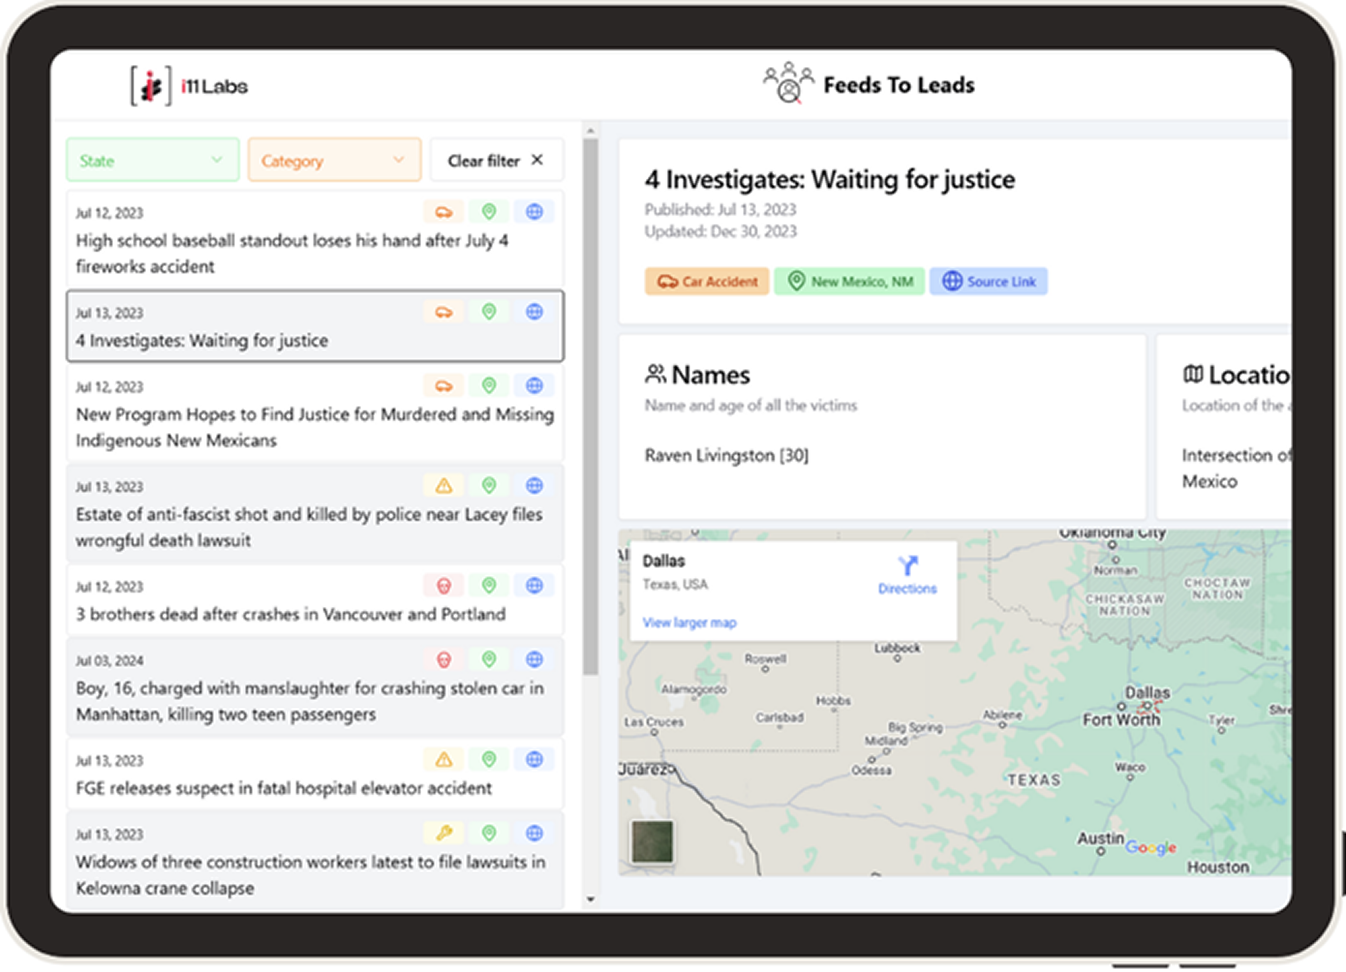 i11 Labs
Feeds To Leads
State
Category
Clear filter
Jul 12, 2023
High school baseball standout loses his hand after July 4
fireworks accident
Jul 13, 2023
4 Investigates: Waiting for justice
Jul 12, 2023
New Program Hopes to Find Justice for Murdered and Missing
Indigenous New Mexicans
Jul 13, 2023
Estate of anti-fascist shot and killed by police near Lacey files
wrongful death lawsuit
Jul 12, 2023
3 brothers dead after crashes in Vancouver and Portland
Jul 03, 2024
Boy, 16, charged with manslaughter for crashing stolen car in
Manhattan, killing two teen passengers
Jul 13, 2023
FGE releases suspect in fatal hospital elevator accident
Jul 13, 2023
Widows of three construction workers latest to file lawsuits in
Kelowna crane collapse
4 Investigates: Waiting for justice
Published: Jul 13, 2023
Updated: Dec 30, 2023
Car Accident
New Mexico, NM
Source Link
Names
Name and age of all the victims
Raven Livingston [30]
Locatio
Location of the a
Intersection of
Mexico
Dallas
Texas, USA
Directions
View larger map
Oklahoma City
Norman
CHICKASAW
NATION
CHOCTAW
NATION
Lubbock
Roswell
Alamogordo
Hobbs
Las Cruces
Carlsbad
Big Spring
Abilene
Midland
Odessa
Juárez
Dallas
Fort Worth
Tyler
Shre
Waco
TEXAS
Austin
Google
Houston